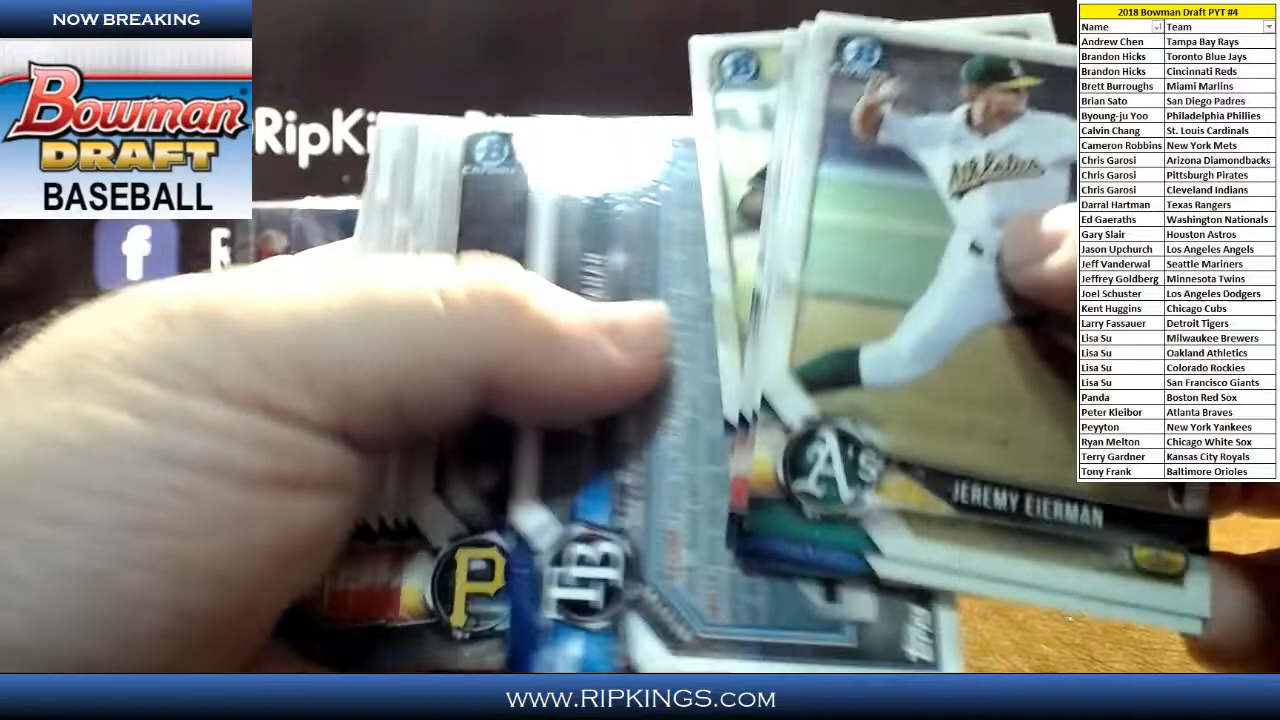 NOW BREAKING
Bowman
DRAFT
BASEBALL
RipKi
f
Chrome
P
TB
Athletics
A's
JEREMY EIERMAN
2018 Bowman Draft PYT #4
Name Team
Andrew Chen Tampa Bay Rays
Brandon Hicks Toronto Blue Jays
Brandon Hicks Cincinnati Reds
Brett Burroughs Miami Marlins
Brian Sato San Diego Padres
Byoung-ju Yoo Philadelphia Phillies
Calvin Chang St. Louis Cardinals
Cameron Robbins New York Mets
Chris Garosi Arizona Diamondbacks
Chris Garosi Pittsburgh Pirates
Chris Garosi Cleveland Indians
Darral Hartman Texas Rangers
Ed Gaeraths Washington Nationals
Gary Slair Houston Astros
Jason Upchurch Los Angeles Angels
Jeff Vanderwal Seattle Mariners
Jeffrey Goldberg Minnesota Twins
Joel Schuster Los Angeles Dodgers
Kent Huggins Chicago Cubs
Larry Fassauer Detroit Tigers
Lisa Su Milwaukee Brewers
Lisa Su Oakland Athletics
Lisa Su Colorado Rockies
Lisa Su San Francisco Giants
Panda Boston Red Sox
Peter Kleibor Atlanta Braves
Peyyton New York Yankees
Ryan Melton Chicago White Sox
Terry Gardner Kansas City Royals
Tony Frank Baltimore Orioles
WWW.RIPKINGS.COM